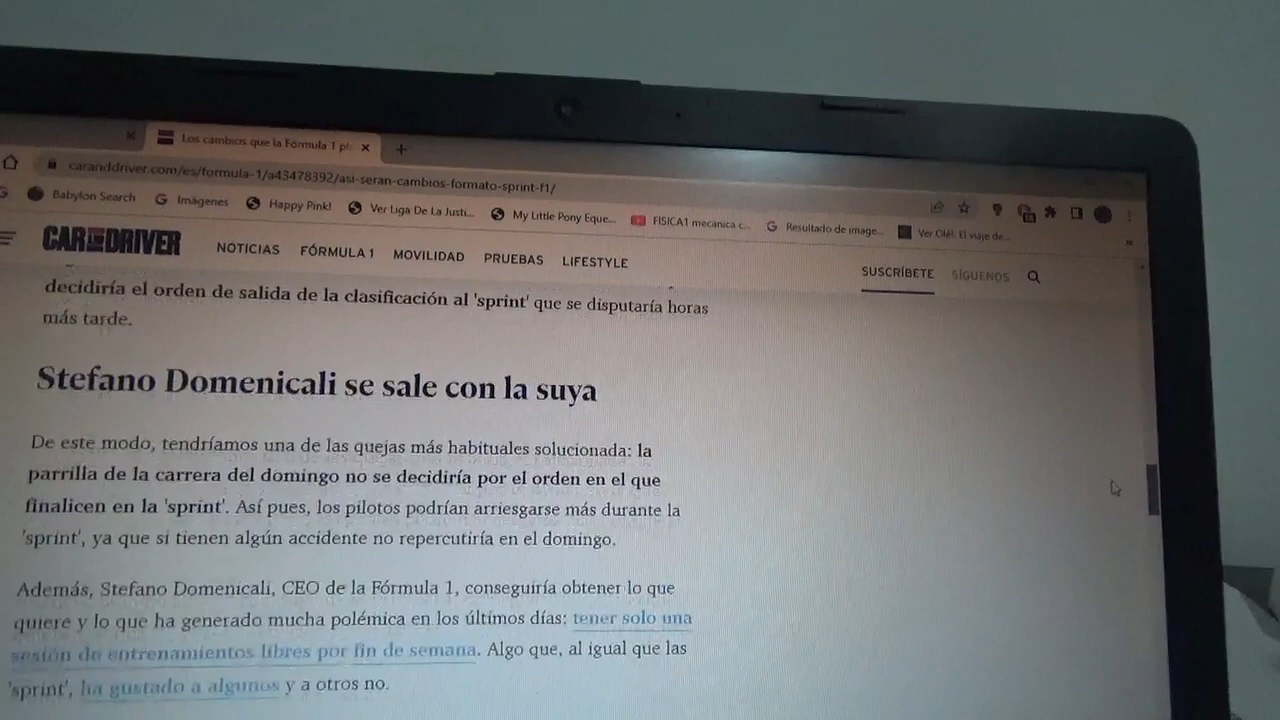 Los cambios que la Fórmula 1 pl
caranddriver.com/es/formula-1/a43478392/asi-seran-cambios-formato-sprint-f1/
Babylon Search
Imágenes
Happy Pink!
Ver Liga De La Justi...
My Little Pony Eque...
FISICA1 mecanica c...
Resultado de image...
Ver Olé!, El viaje de...
CAR AND DRIVER
NOTICIAS FÓRMULA 1 MOVILIDAD PRUEBAS LIFESTYLE
SUSCRÍBETE SÍGUENOS
decidiría el orden de salida de la clasificación al 'sprint' que se disputaría horas
más tarde.
Stefano Domenicali se sale con la suya
De este modo, tendríamos una de las quejas más habituales solucionada: la
parrilla de la carrera del domingo no se decidiría por el orden en el que
finalicen en la 'sprint'. Así pues, los pilotos podrían arriesgarse más durante la
'sprint', ya que si tienen algún accidente no repercutiría en el domingo.
Además, Stefano Domenicali, CEO de la Fórmula 1, conseguiría obtener lo que
quiere y lo que ha generado mucha polémica en los últimos días: tener solo una
sesión de entrenamientos libres por fin de semana. Algo que, al igual que las
'sprint', ha gustado a algunos y a otros no.